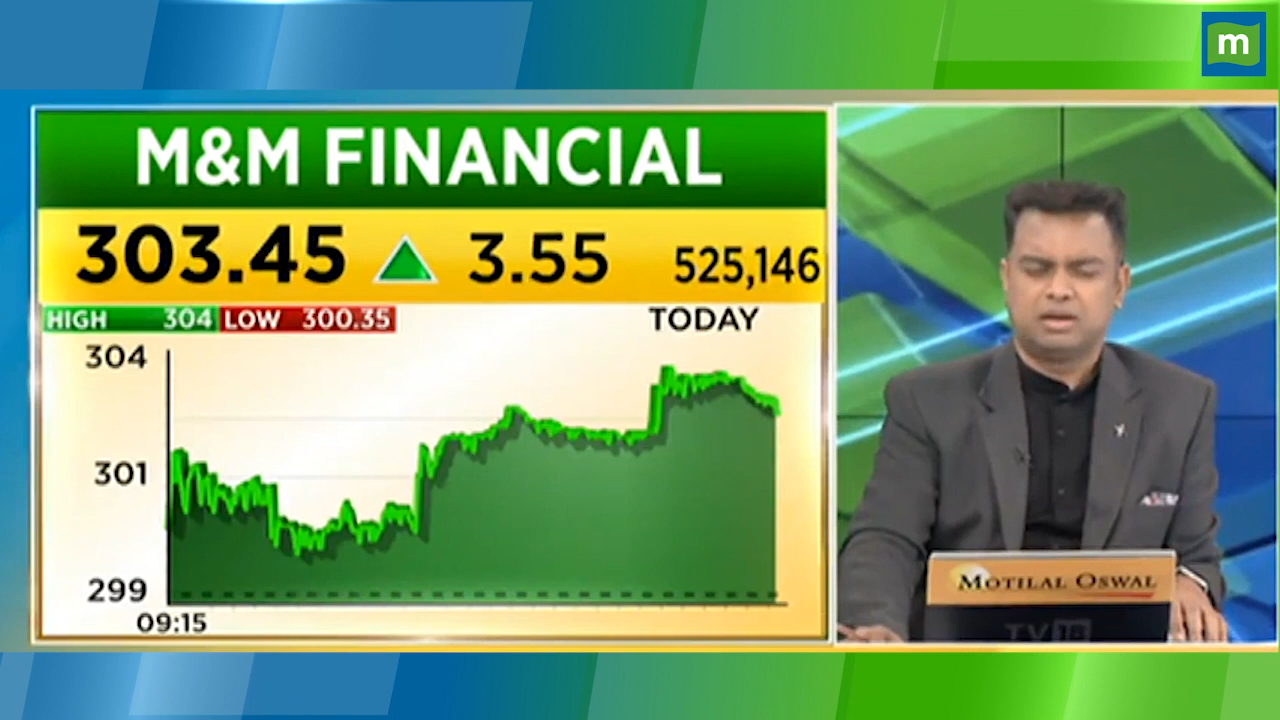 m
M&M FINANCIAL
303.45 3.55 525,146
HIGH 304 LOW 300.35 TODAY
304
301
299
09:15
MOTILAL OSWAL
TV18